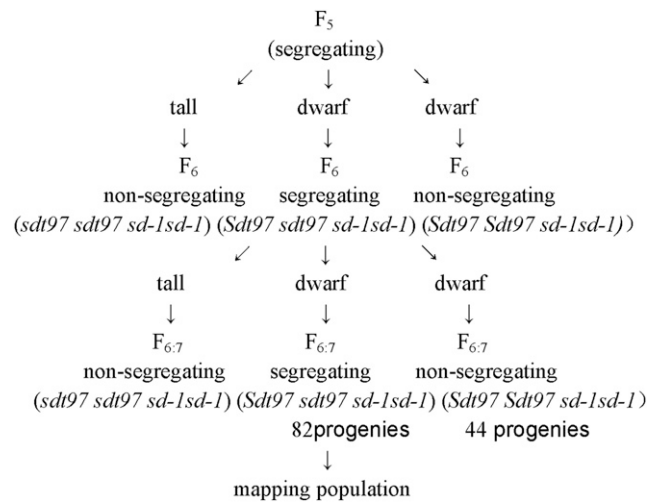 F5
(segregating)
↙ ↓ ↘
tall dwarf dwarf
↓ ↓ ↓
F6 F6 F6
non-segregating segregating non-segregating
(sdt97 sdt97 sd-1sd-1) (Sdt97 sdt97 sd-1sd-1) (Sdt97 Sdt97 sd-1sd-1))
↙ ↓ ↘
tall dwarf dwarf
↓ ↓ ↓
F6:7 F6:7 F6:7
non-segregating segregating non-segregating
(sdt97 sdt97 sd-1sd-1) (Sdt97 sdt97 sd-1sd-1) (Sdt97 Sdt97 sd-1sd-1)
82progenies 44 progenies
↓
mapping population